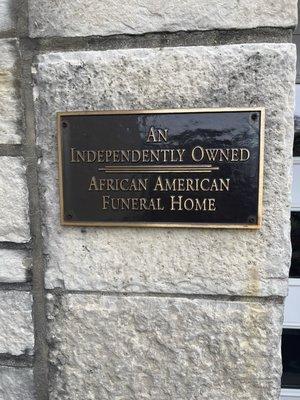 AN
INDEPENDENTLY OWNED
AFRICAN AMERICAN
FUNERAL HOME